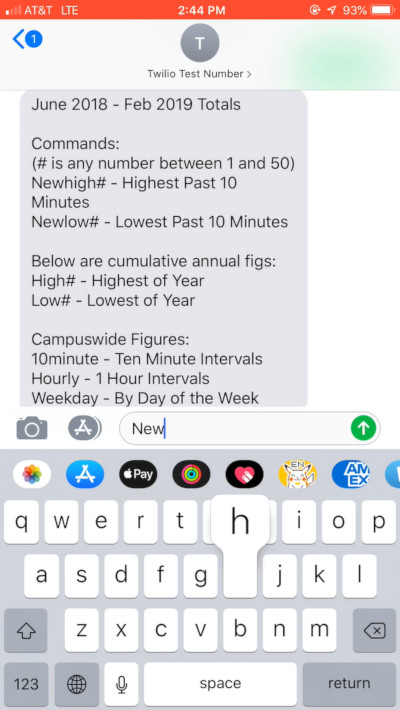 AT&T LTE 2:44 PM 93%
1
T
Twilio Test Number >
June 2018 - Feb 2019 Totals
Commands:
(# is any number between 1 and 50)
Newhigh# - Highest Past 10
Minutes
Newlow# - Lowest Past 10 Minutes
Below are cumulative annual figs:
High# - Highest of Year
Low# - Lowest of Year
Campuswide Figures:
10minute - Ten Minute Intervals
Hourly - 1 Hour Intervals
Weekday - By Day of the Week
New
Pay EN AM
EX
q w e r t h i o p
a s d f g j k l
z x c v b n m
123 space return